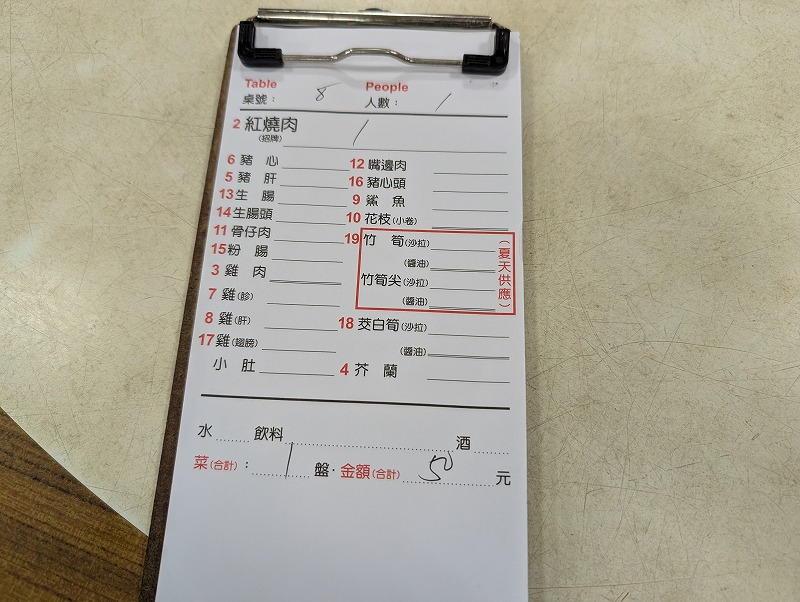 Table People
桌號： 8 人數： 1
2 紅燒肉 1
(招牌)
6 豬心 12 嘴邊肉
5 豬肝 16 豬心頭
13 生腸 9 鯊魚
14 生腸頭 10 花枝(小卷)
11 骨仔肉 19 竹筍(沙拉)
15 粉腸 (醬油)
3 雞肉 竹筍尖(沙拉)
7 雞(胗) (醬油)
(夏天供應)
8 雞(肝) 18 茭白筍(沙拉)
17 雞(翅膀) (醬油)
小肚 4 芥蘭
水 飲料 酒
菜(合計)： 1 盤·金額(合計) 50 元